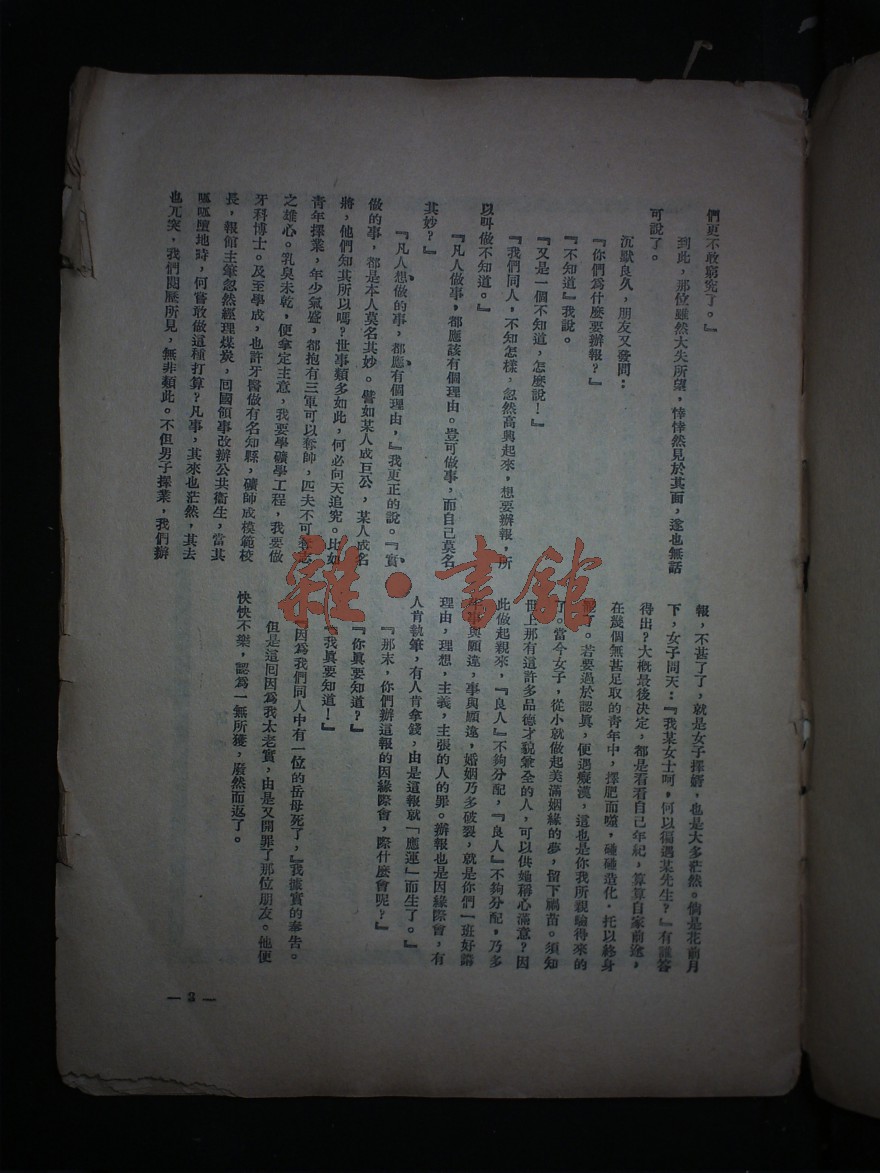 們更不敢窮究了。』
到此，那位雖然大失所望，悻悻然見於其面，遂也無話
可說了。
沉默良久，朋友又發問：
『你們爲什麼要辦報？』
『不知道』我說。
『又是一個不知道，怎麼說！』
『我們同人，不知怎樣，忽然高興起來，想要辦報，所
以叫做不知道。』
『凡人做事，都應該有個理由。豈可做事，而自己莫名
其妙？』
『凡人想做的事，都應有個理由，』我更正的說。『實
做的事，都是本人莫名其妙。譬如某人成巨公，某人成名
將，他們知其所以嗎？世事類多如此，何必向天追究。比如
青年擇業，年少氣盛，都抱有三軍可以奪帥，匹夫不可奪志
之雄心。乳臭未乾，便拿定主意，我要學礦學工程，我要做
牙科博士。及至學成，也許牙醫做有名知縣，礦師成模範校
長，報館主筆忽然經理煤炭，囘國領事改辦公共衞生，當其
呱呱墮地時，何嘗敢做這種打算？凡事，其來也茫然，其去
也兀突，我們閱歷所見，無非類此。不但男子擇業，我們辦
報，不甚了了，就是女子擇婿，也是大多茫然。倘是花前月
下，女子問天：『我某女士呵，何以偏遇某先生？』有誰答
得出？大概最後決定，都是看看自己年紀，算算自家前途，
在幾個無甚足取的青年中，擇肥而噬，碰碰造化，托以終身
罷了。若要過於認眞，便遇癡漢，這也是你我所親驗得來的
了。當今女子，從小就做起美滿姻緣的夢，留下禍苗。須知
世上那有這許多品德才貌兼全的人，可以供她稱心滿意？因
此做起親來，『良人』不夠分配，『良人』不夠分配，乃多
事與願違，事與願違，婚姻乃多破裂，就是你們一班好講
理由，理想，主義，主張的人的罪。辦報也是因緣際會，有
人肯執筆，有人肯拿錢，由是這報就「應運」而生了。』
『那末，你們辦這報的因緣際會，際什麼會呢？』
『你眞要知道？』
『我眞要知道！』
『因爲我們同人中有一位的岳母死了，』我據實的奉告。
但是這囘因爲我太老實，由是又開罪了那位朋友。他便
怏怏不樂，認爲一無所獲，廢然而返了。
— 3 —
雜·書館